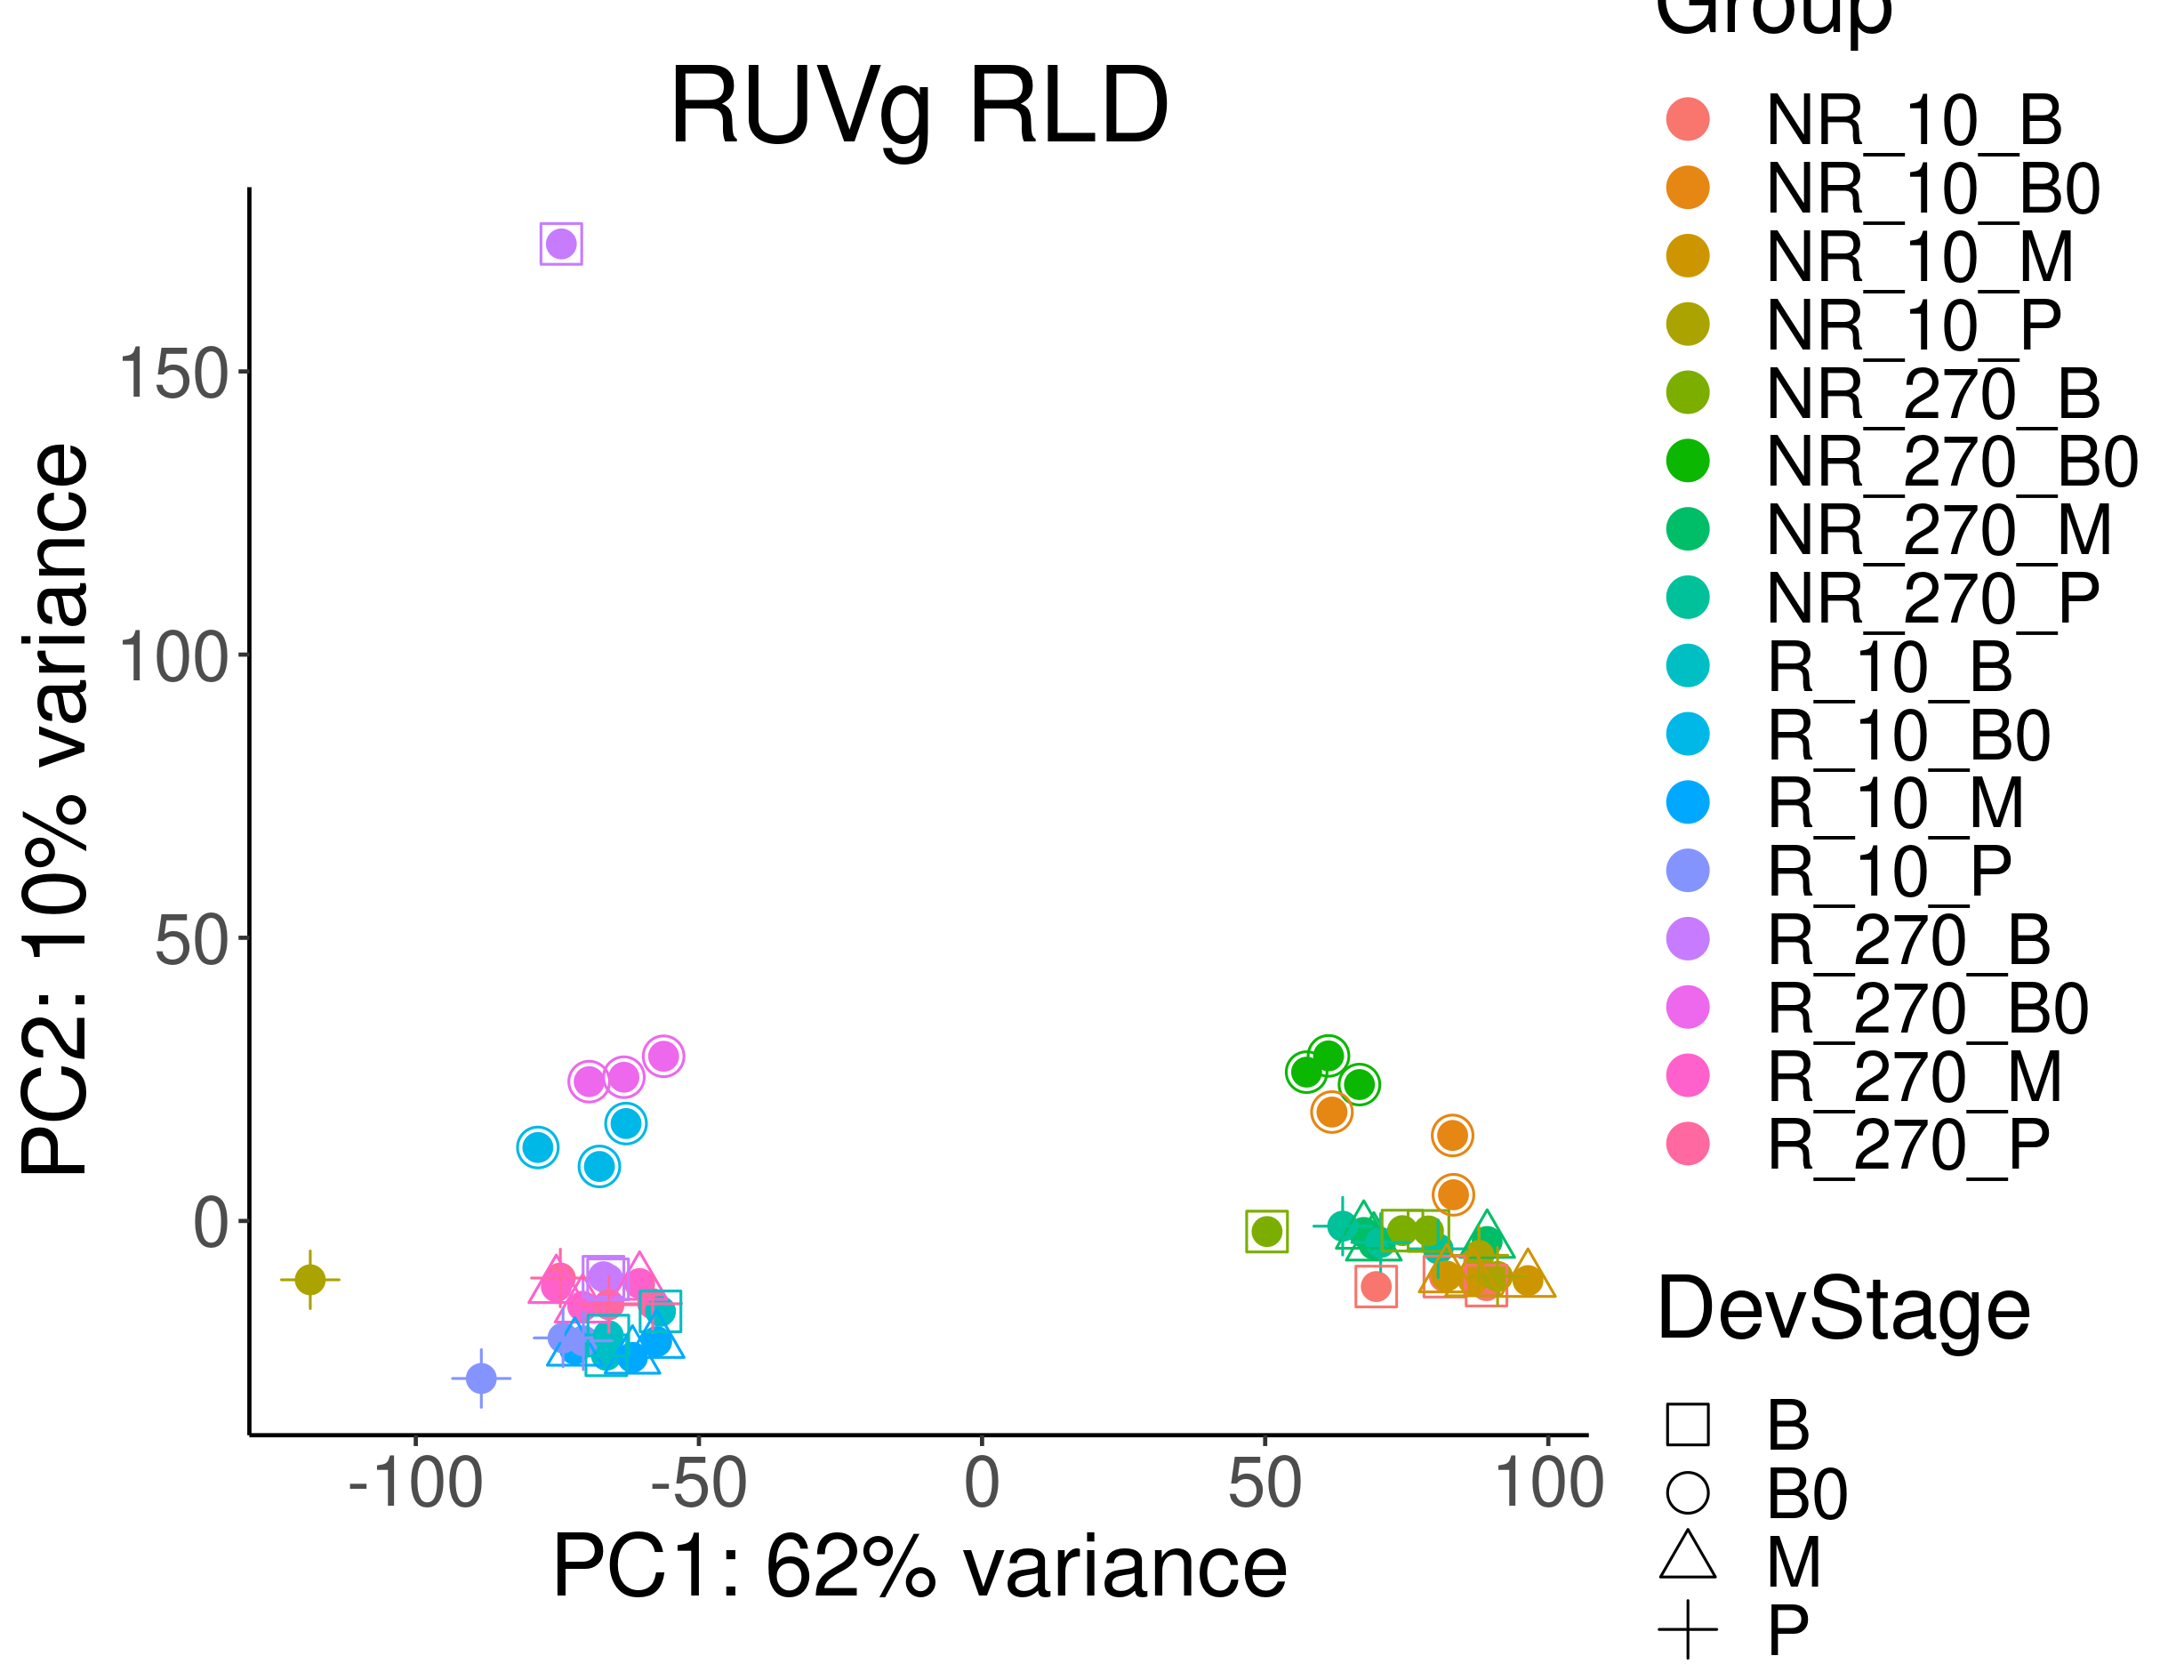 Group
RUVg RLD
NR_10_B
NR_10_B0
NR_10_M
NR_10_P
NR_270_B
NR_270_B0
NR_270_M
NR_270_P
R_10_B
R_10_B0
R_10_M
R_10_P
R_270_B
R_270_B0
R_270_M
R_270_P
DevStage
B
B0
M
P
PC2: 10% variance
150
100
50
0
-100
-50
0
50
100
PC1: 62% variance